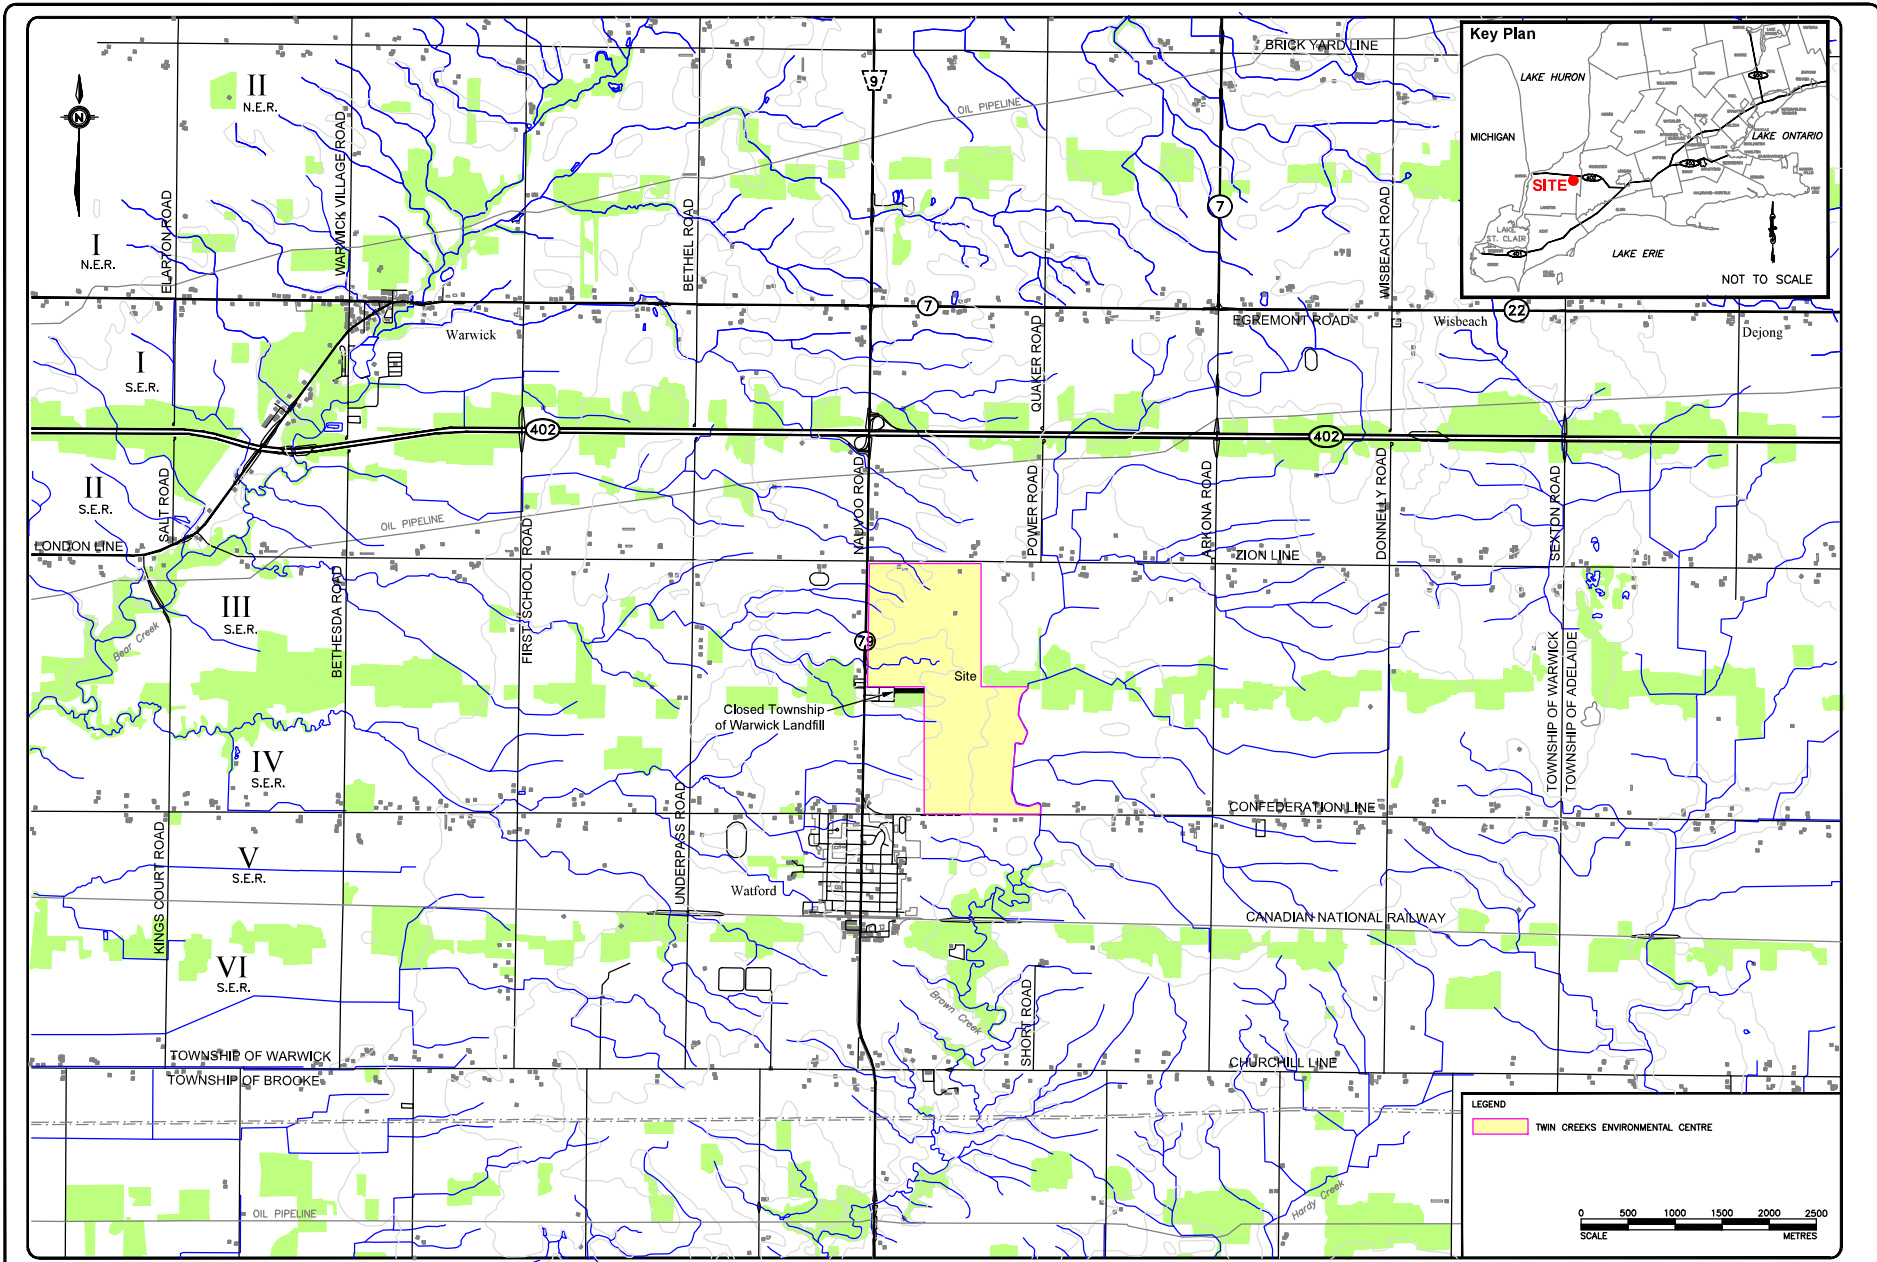 Key Plan
LAKE HURON
MICHIGAN
LAKE ONTARIO
SITE
LAKE
ST. CLAIR
LAKE ERIE
NOT TO SCALE
BRICK YARD LINE
II
N.E.R.
N
9
OIL PIPELINE
WARWICK VILLAGE ROAD
ELARTON ROAD
BETHEL ROAD
WISBEACH ROAD
7
I
N.E.R.
7
22
EGREMONT ROAD
Wisbeach
Dejong
Warwick
QUAKER ROAD
I
S.E.R.
402
402
II
S.E.R.
SALT ROAD
OIL PIPELINE
LONDON LINE
FIRST SCHOOL ROAD
NAUVOO ROAD
POWER ROAD
ARKONA ROAD
DONNELLY ROAD
SEXTON ROAD
ZION LINE
BETHESDA ROAD
III
S.E.R.
Bear Creek
79
Site
Closed Township
of Warwick Landfill
TOWNSHIP OF WARWICK
TOWNSHIP OF ADELAIDE
IV
S.E.R.
UNDERPASS ROAD
CONFEDERATION LINE
KINGS COURT ROAD
V
S.E.R.
Watford
CANADIAN NATIONAL RAILWAY
VI
S.E.R.
Brown Creek
SHORT ROAD
TOWNSHIP OF WARWICK
TOWNSHIP OF BROOKE
CHURCHILL LINE
Hardy Creek
OIL PIPELINE
LEGEND
TWIN CREEKS ENVIRONMENTAL CENTRE
0 500 1000 1500 2000 2500
SCALE METRES